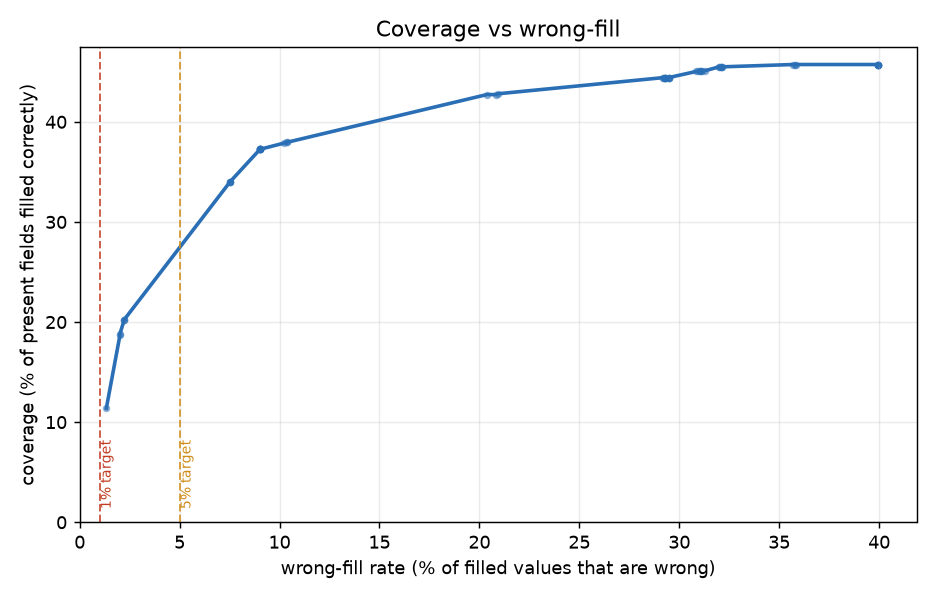 Coverage vs wrong-fill
coverage (% of present fields filled correctly)
40
30
20
10
0
1% target
5% target
0 5 10 15 20 25 30 35 40
wrong-fill rate (% of filled values that are wrong)